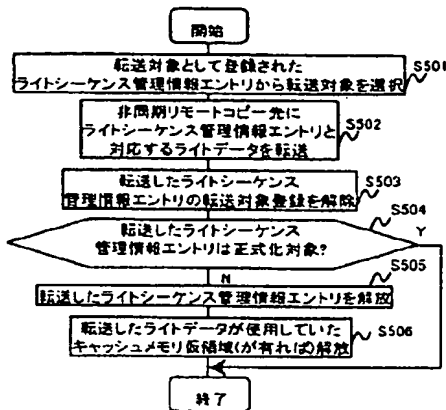 開始
転送対象として登録された
ライトシーケンス管理情報エントリから転送対象を選択
S501
非同期リモートコピー先に
ライトシーケンス管理情報エントリと
対応するライトデータを転送
S502
転送したライトシーケンス
管理情報エントリの転送対象登録を解除
S503
転送したライトシーケンス
管理情報エントリは正式化対象?
S504
Y
N
S505
転送したライトシーケンス管理情報エントリを解放
転送したライトデータが使用していた
キャッシュメモリ仮領域(が有れば)解放
S506
終了